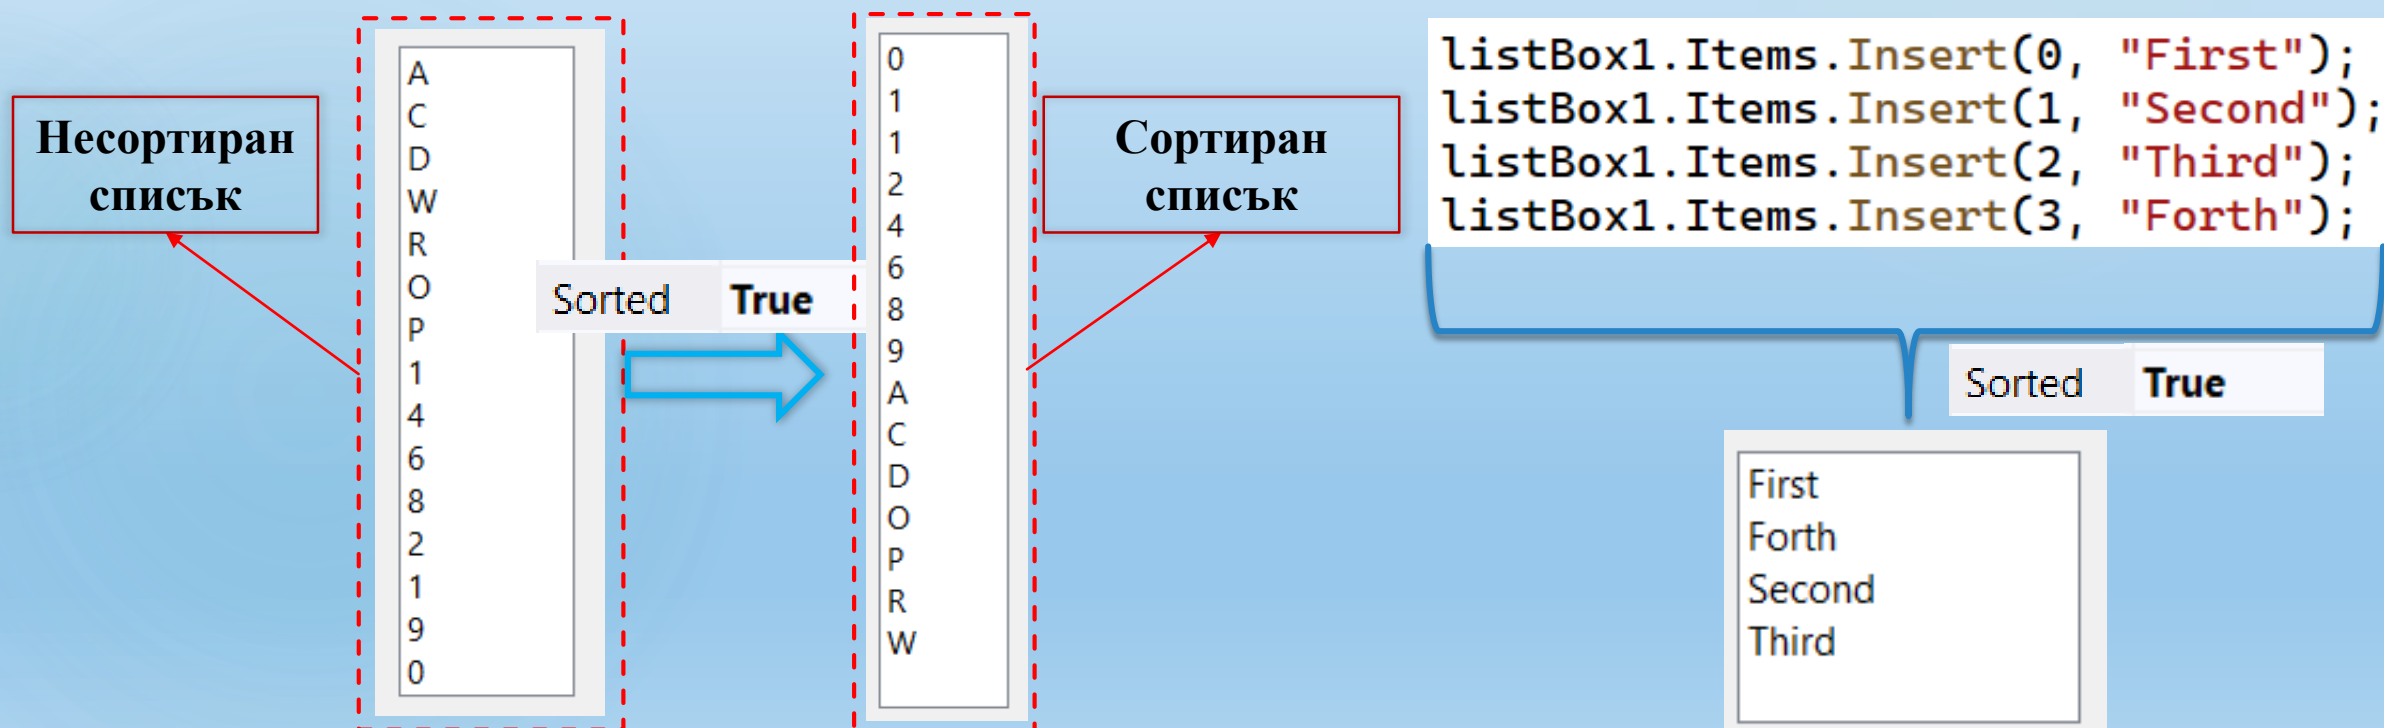 Несортиран
списък
A
C
D
W
R
O
P
1
4
6
8
2
1
9
0
Sorted True
0
1
1
2
4
6
8
9
A
C
D
O
P
R
W
Сортиран
списък
listBox1.Items.Insert(0, "First");
listBox1.Items.Insert(1, "Second");
listBox1.Items.Insert(2, "Third");
listBox1.Items.Insert(3, "Forth");
Sorted True
First
Forth
Second
Third